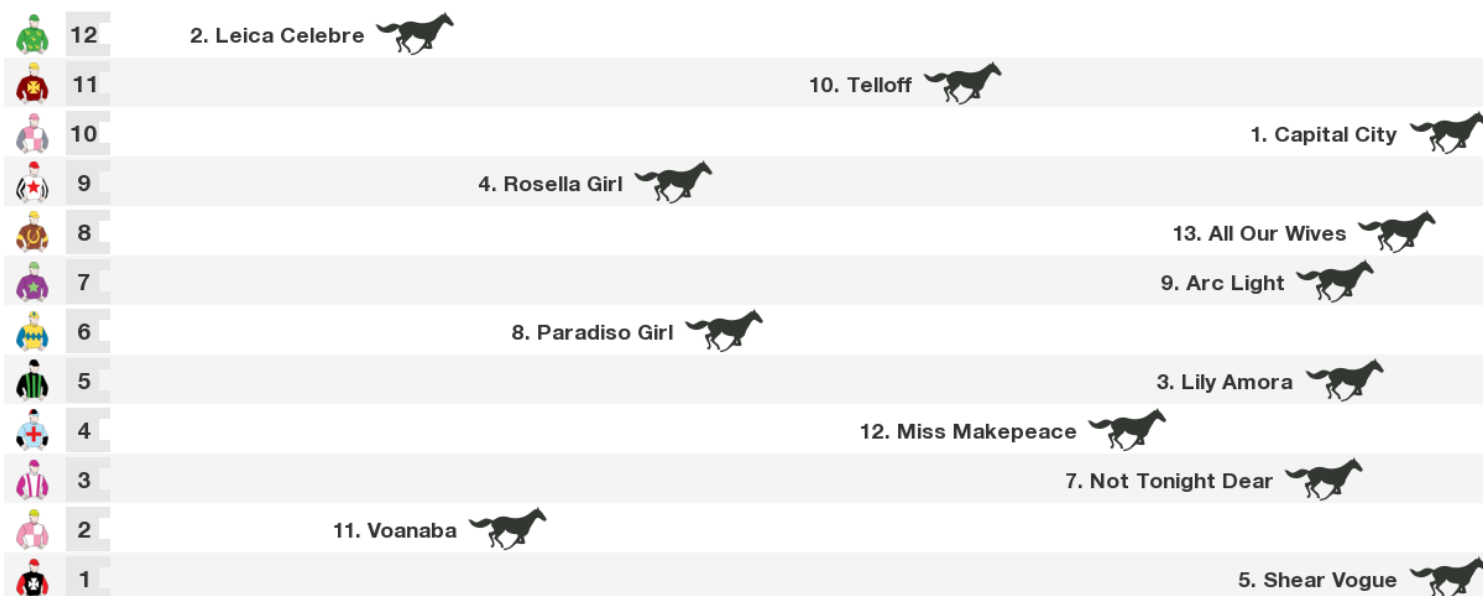 12 2. Leica Celebre
11 10. Telloff
10 1. Capital City
9 4. Rosella Girl
8 13. All Our Wives
7 9. Arc Light
6 8. Paradiso Girl
5 3. Lily Amora
4 12. Miss Makepeace
3 7. Not Tonight Dear
2 11. Voanaba
1 5. Shear Vogue